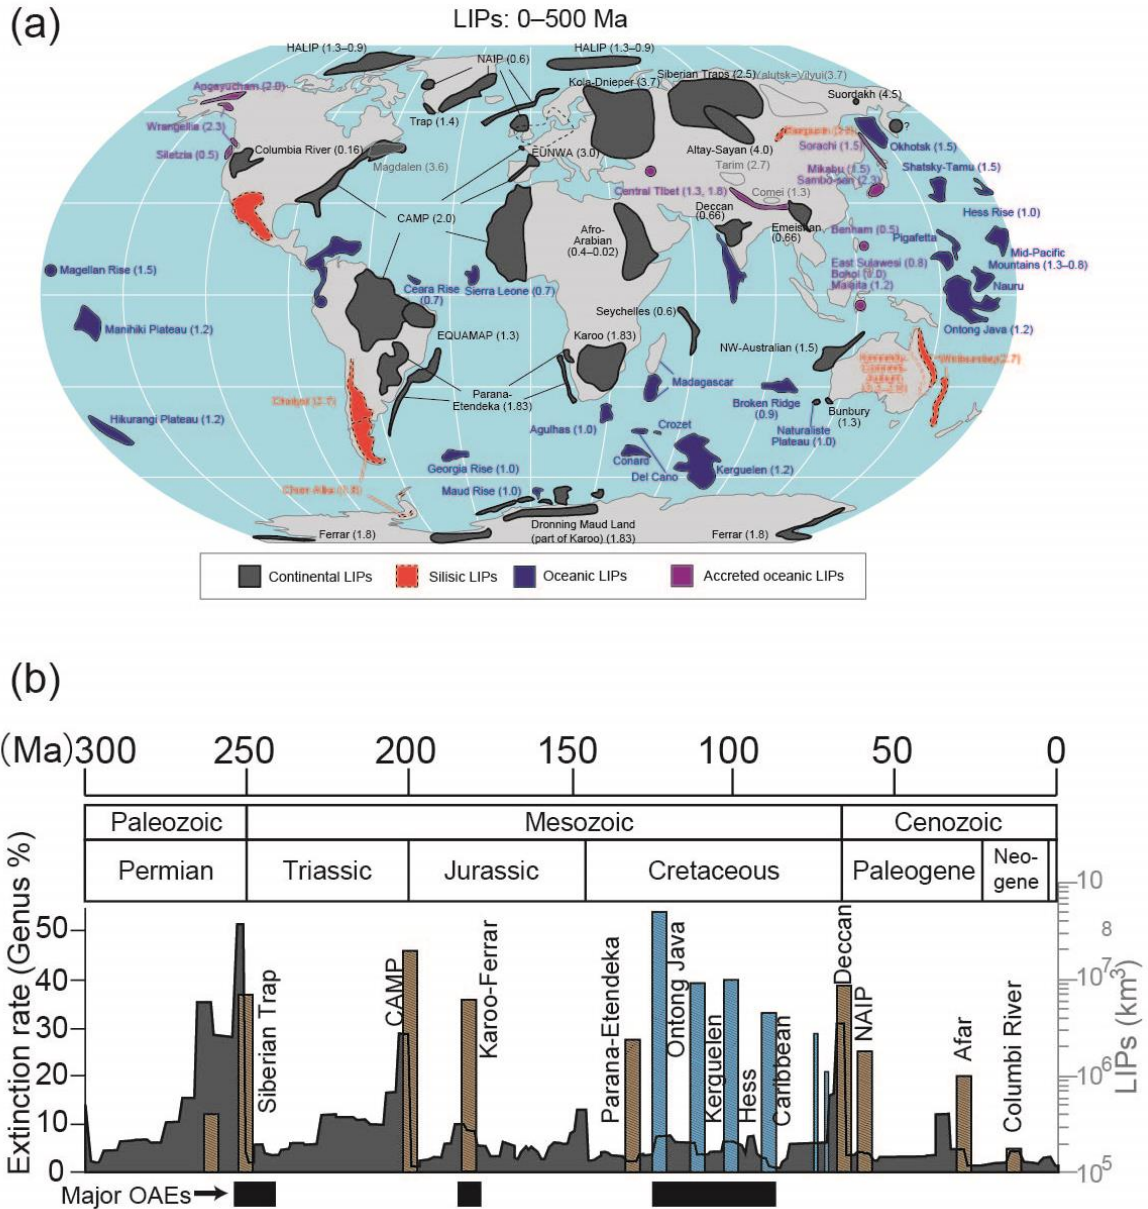 (a)
LIPs: 0–500 Ma
HALIP (1.3–0.9)
HALIP (1.3–0.9)
NAIP (0.6)
Kola-Dnieper (3.7)
Siberian Traps (2.5)
Yalutsk=Vilyui(3.7)
Angayucham (2.0)
Suordakh (4.5)
Trap (1.4)
?
Wrangellia (2.3)
Siletzia (0.5)
Columbia River (0.16)
Magdalen (3.6)
EUNWA (3.0)
Altay-Sayan (4.0)
Tarim (2.7)
Sorachi (1.5)
Okhotsk (1.5)
Mikabu (1.5)
Shatsky-Tamu (1.5)
Central Tibet (1.3, 1.8)
Comei (1.3)
Deccan
(0.66)
Hess Rise (1.0)
CAMP (2.0)
Afro-
Arabian
(0.4–0.02)
Emeishan
(0.66)
Benham (0.5)
Pigafetta
Mid-Pacific
Mountains (1.3–0.8)
Magellan Rise (1.5)
East Sulawesi (0.8)
Ceara Rise
(0.7)
Sierra Leone (0.7)
Malaita (1.2)
Nauru
Manihiki Plateau (1.2)
EQUAMAP (1.3)
Seychelles (0.6)
Karoo (1.83)
Ontong Java (1.2)
NW-Australian (1.5)
Parana-
Etendeka (1.83)
Madagascar
Broken Ridge
(0.9)
Bunbury
(1.3)
Hikurangi Plateau (1.2)
Agulhas (1.0)
Crozet
Naturaliste
Plateau (1.0)
Georgia Rise (1.0)
Conard
Del Cano
Kerguelen (1.2)
Maud Rise (1.0)
Ferrar (1.8)
Dronning Maud Land
(part of Karoo) (1.83)
Ferrar (1.8)
Continental LIPs
Silisic LIPs
Oceanic LIPs
Accreted oceanic LIPs
(b)
(Ma) 300 250 200 150 100 50 0
Paleozoic Mesozoic Cenozoic
Permian Triassic Jurassic Cretaceous Paleogene Neo-
gene
Extinction rate (Genus %)
50
40
30
20
10
0
Siberian Trap
CAMP
Karoo-Ferrar
Parana-Etendeka
Ontong Java
Kerguelen
Hess
Caribbean
Deccan
NAIP
Afar
Columbi River
10
8
10⁷
10⁶
10⁵
LIPs (km³)
Major OAEs